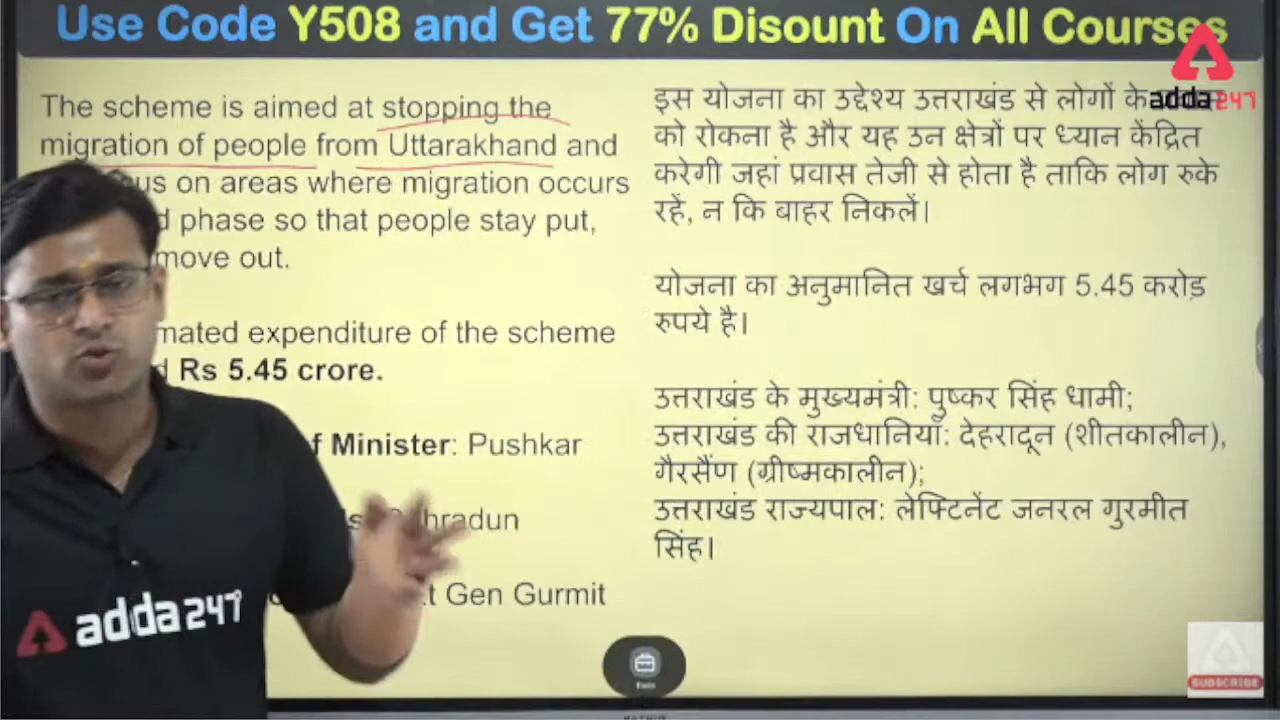 Use Code Y508 and Get 77% Disount On All Courses
adda247
The scheme is aimed at stopping the
migration of people from Uttarakhand and
us on areas where migration occurs
phase so that people stay put,
move out.
mated expenditure of the scheme
Rs 5.45 crore.
f Minister: Pushkar
hradun
t Gen Gurmit
इस योजना का उद्देश्य उत्तराखंड से लोगों के
को रोकना है और यह उन क्षेत्रों पर ध्यान केंद्रित
करेगी जहां प्रवास तेजी से होता है ताकि लोग रुके
रहें, न कि बाहर निकलें।
योजना का अनुमानित खर्च लगभग 5.45 करोड़
रुपये है।
उत्तराखंड के मुख्यमंत्री: पुष्कर सिंह धामी;
उत्तराखंड की राजधानियाँ: देहरादून (शीतकालीन),
गैरसैंण (ग्रीष्मकालीन);
उत्तराखंड राज्यपाल: लेफ्टिनेंट जनरल गुरमीत
सिंह।
adda247
Tools
SUBSCRIBE